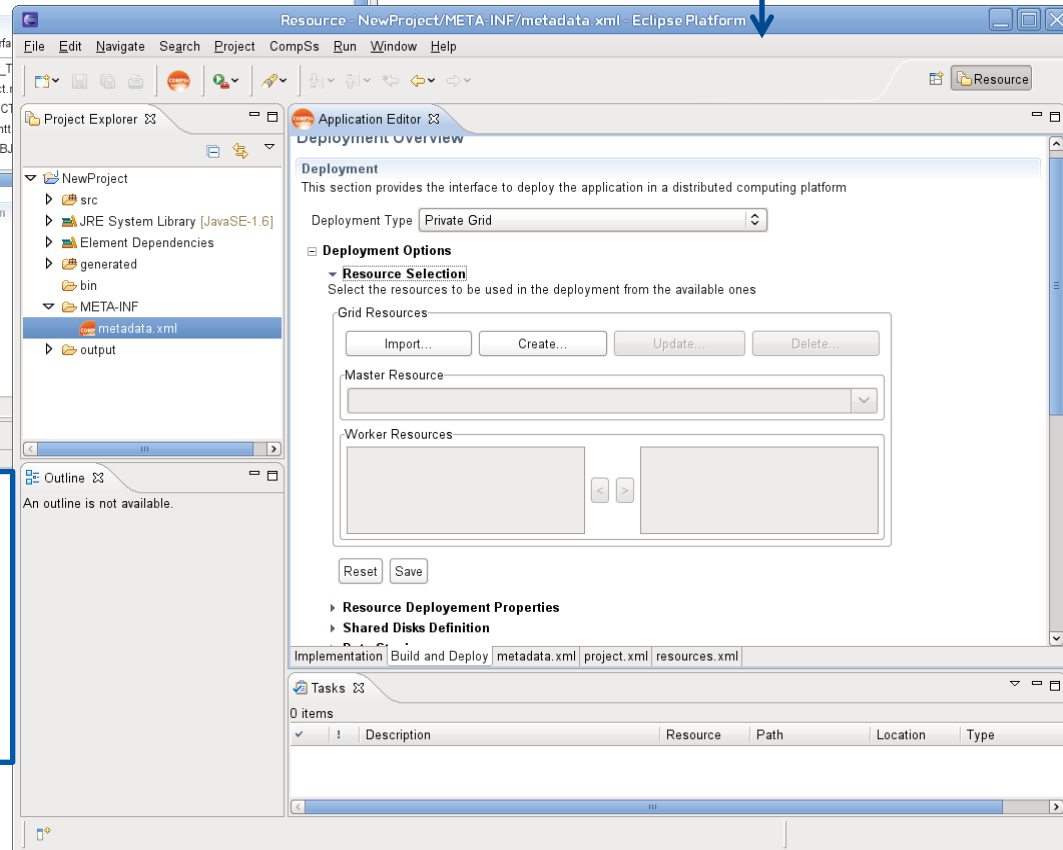 Resource - NewProject/META-INF/metadata.xml - Eclipse Platform
File Edit Navigate Search Project CompSs Run Window Help
Resource
Project Explorer
NewProject
src
JRE System Library [JavaSE-1.6]
Element Dependencies
generated
bin
META-INF
metadata.xml
output
Outline
An outline is not available.
Application Editor
Deployment Overview
Deployment
This section provides the interface to deploy the application in a distributed computing platform
Deployment Type Private Grid
Deployment Options
Resource Selection
Select the resources to be used in the deployment from the available ones
Grid Resources
Import... Create... Update... Delete...
Master Resource
Worker Resources
< >
Reset Save
Resource Deployement Properties
Shared Disks Definition
Implementation Build and Deploy metadata.xml project.xml resources.xml
Tasks
0 items
! Description Resource Path Location Type